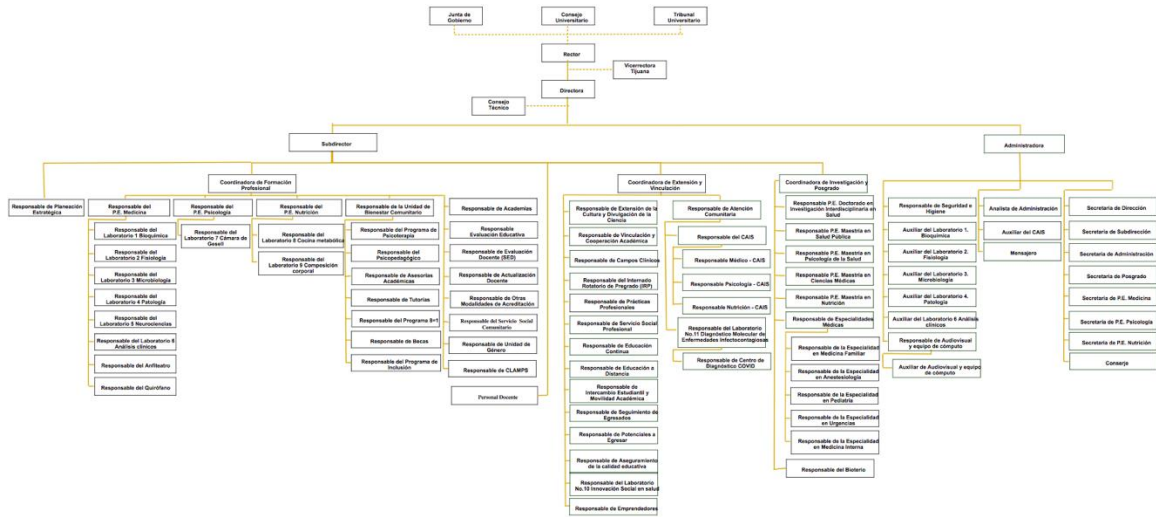 Junta de
Gobierno
Consejo
Universitario
Tribunal
Universitario
Rector
Vicerrectora
Tijuana
Directora
Consejo
Técnico
Subdirector
Administradora
Coordinadora de Formación
Profesional
Coordinadora de Extensión y
Vinculación
Coordinadora de Investigación y
Posgrado
Responsable de Planeación
Estratégica
Responsable del
P.E. Medicina
Responsable del Laboratorio 1 Bioquímica
Responsable del
Laboratorio 2 Fisiología
Responsable del
Laboratorio 3 Microbiología
Responsable del
Laboratorio 4 Patología
Responsable del
Laboratorio 5 Neurociencias
Responsable del Laboratorio 6
Análisis clínicos
Responsable del Anfiteatro
Responsable del Quirófano
Responsable del
P.E. Psicología
Responsable del
Laboratorio 7 Cámara de
Gesell
Responsable del
P.E. Nutrición
Responsable del
Laboratorio 8 Cocina metabólica
Responsable del
Laboratorio 9 Composición
corporal
Responsable de la Unidad de
Bienestar Comunitario
Responsable del Programa de
Psicoterapia
Responsable del
Psicopedagógico
Responsable de Asesorías
Académicas
Responsable de Tutorías
Responsable del Programa 8=1
Responsable de Becas
Responsable del Programa de
Inclusión
Responsable de Academias
Responsable
Evaluación Educativa
Responsable de Evaluación
Docente (SED)
Responsable de Actualización
Docente
Responsable de Otras
Modalidades de Acreditación
Responsable del Servicio Social
Comunitario
Responsable de Unidad de
Género
Responsable de CLAMPS
Personal Docente
Responsable de Extensión de la
Cultura y Divulgación de la
Ciencia
Responsable de Vinculación y
Cooperación Académica
Responsable de Campos Clínicos
Responsable del Internado
Rotatorio de Pregrado (IRP)
Responsable de Prácticas
Profesionales
Responsable de Servicio Social
Profesional
Responsable de Educación
Continua
Responsable de Educación a
Distancia
Responsable de
Intercambio Estudiantil y
Movilidad Académica
Responsable de Seguimiento de
Egresados
Responsable de Potenciales a
Egresar
Responsable de Aseguramiento
de la calidad educativa
Responsable del Laboratorio
No.10 Innovación Social en salud
Responsable de Emprendedores
Responsable de Atención
Comunitaria
Responsable del CAIS
Responsable Médico - CAIS
Responsable Psicología - CAIS
Responsable Nutrición - CAIS
Responsable del Laboratorio
No.11 Diagnóstico Molecular de
Enfermedades Infectocontagiosas
Responsable de Centro de
Diagnóstico COVID
Responsable P.E. Doctorado en
Investigación Interdisciplinaria en
Salud
Responsable P.E. Maestría en
Salud Pública
Responsable P.E. Maestría en
Psicología de la Salud
Responsable P.E. Maestría en
Ciencias Médicas
Responsable P.E. Maestría en
Nutrición
Responsable de Especialidades
Médicas
Responsable de la Especialidad
en Medicina Familiar
Responsable de la Especialidad
en Anestesiología
Responsable de la Especialidad
en Pediatría
Responsable de la Especialidad
en Urgencias
Responsable de la Especialidad
en Medicina Interna
Responsable del Bioterio
Responsable de Seguridad e
Higiene
Auxiliar del Laboratorio 1.
Bioquímica
Auxiliar del Laboratorio 2.
Fisiología
Auxiliar del Laboratorio 3.
Microbiología
Auxiliar del Laboratorio 4.
Patología
Auxiliar del Laboratorio 6 Análisis
clínicos
Responsable de Audiovisual
y equipo de cómputo
Auxiliar de Audiovisual y equipo
de cómputo
Analista de Administración
Auxiliar del CAIS
Mensajero
Secretaria de Dirección
Secretaria de Subdirección
Secretaria de Administración
Secretaria de Posgrado
Secretaria de P.E. Medicina
Secretaria de P.E. Psicología
Secretaria de P.E. Nutrición
Conserje